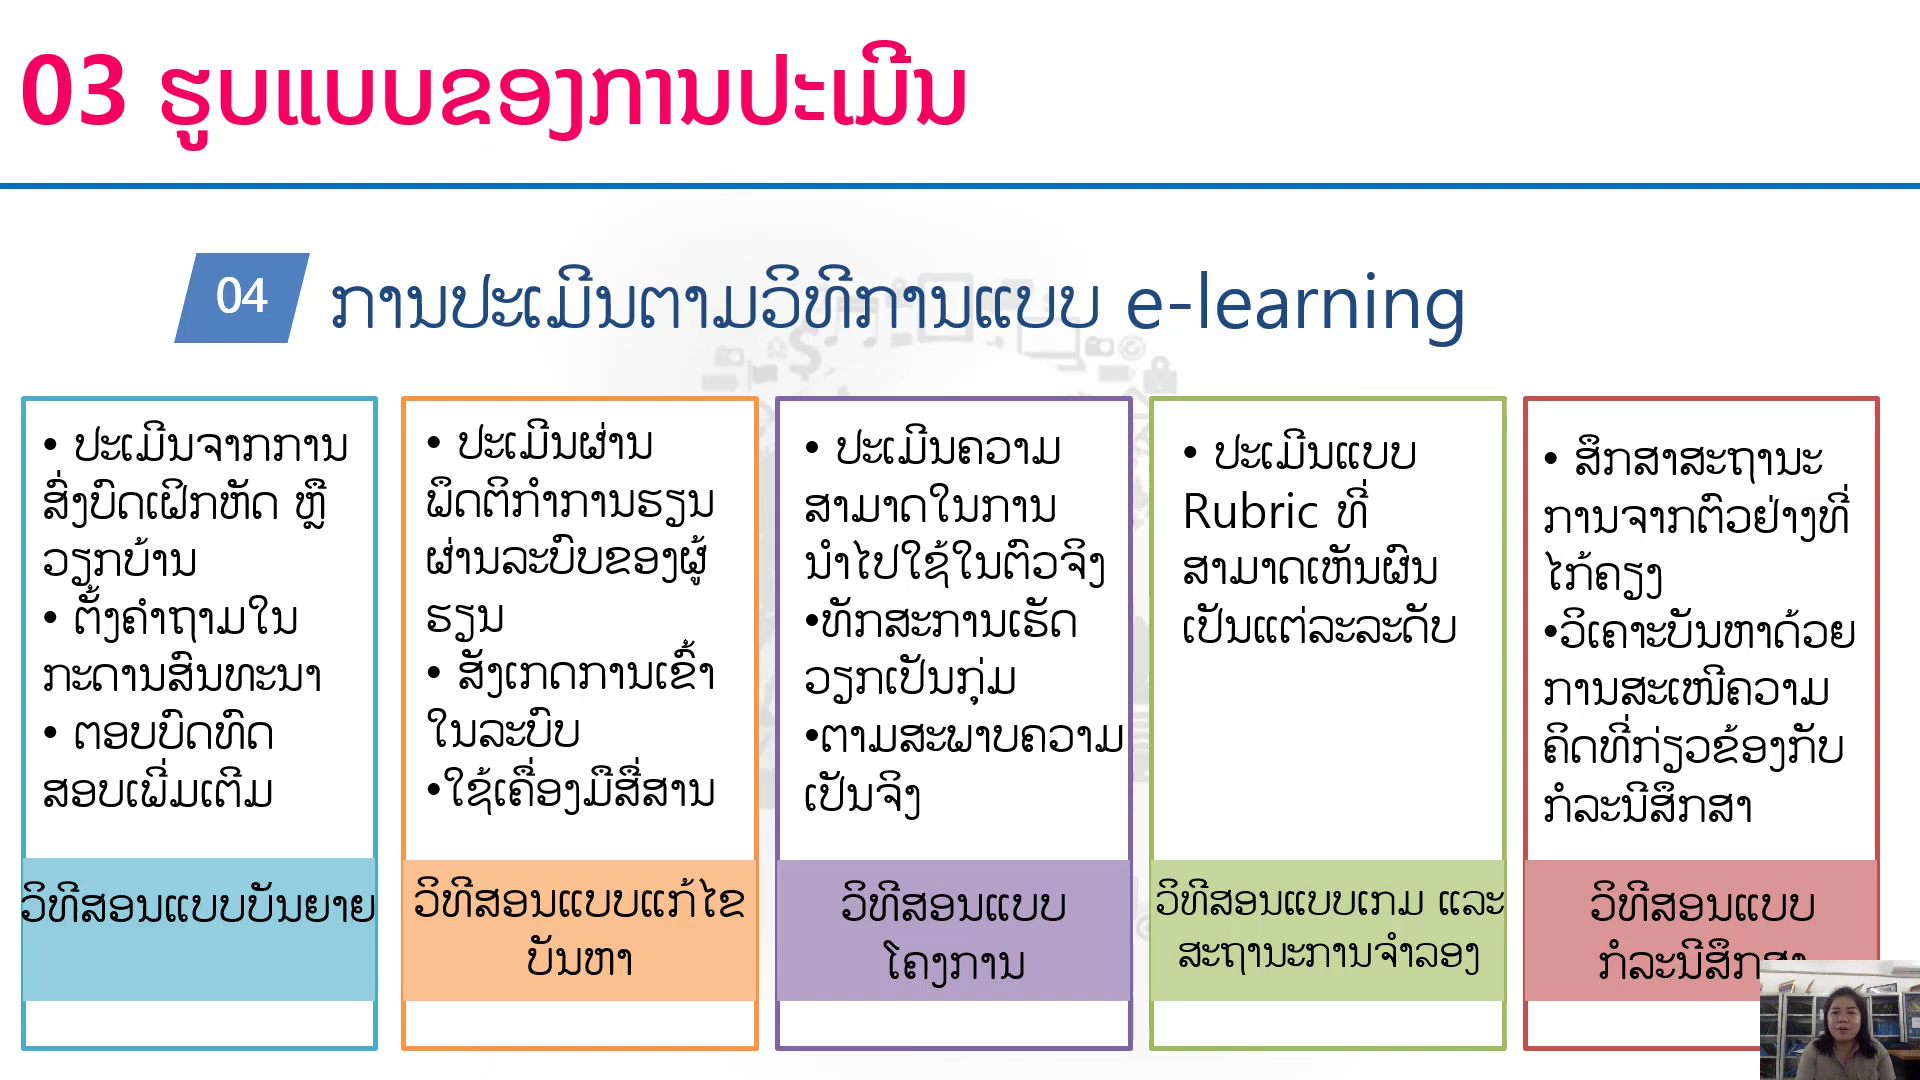 03 ຮູບແບບຂອງການປະເມີນ
04
ການປະເມີນຕາມວິທີການແບບ e-learning
• ປະເມີນຈາກການ
ສົ່ງບົດເຝິກຫັດ ຫຼື
ວຽກບ້ານ
• ຕັ້ງຄຳຖາມໃນ
ກະດານສົນທະນາ
• ຕອບບົດທົດ
ສອບເພີ່ມເຕີມ
ວິທີສອນແບບບັນຍາຍ
• ປະເມີນຜ່ານ
ພຶດຕິກຳການຮຽນ
ຜ່ານລະບົບຂອງຜູ້
ຮຽນ
• ສັງເກດການເຂົ້າ
ໃນລະບົບ
•ໃຊ້ເຄື່ອງມືສື່ສານ
ວິທີສອນແບບແກ້ໄຂ
ບັນຫາ
• ປະເມີນຄວາມ
ສາມາດໃນການ
ນຳໄປໃຊ້ໃນຕົວຈິງ
•ທັກສະການເຮັດ
ວຽກເປັນກຸ່ມ
•ຕາມສະພາບຄວາມ
ເປັນຈິງ
ວິທີສອນແບບ
ໂຄງການ
• ປະເມີນແບບ
Rubric ທີ່
ສາມາດເຫັນຜົນ
ເປັນແຕ່ລະລະດັບ
ວິທີສອນແບບເກມ ແລະ
ສະຖານະການຈຳລອງ
• ສຶກສາສະຖານະ
ການຈາກຕົວຢ່າງທີ່
ໄກ້ຄຽງ
•ວິເຄາະບັນຫາດ້ວຍ
ການສະເໜີຄວາມ
ຄິດທີ່ກ່ຽວຂ້ອງກັບ
ກໍລະນີສຶກສາ
ວິທີສອນແບບ
ກໍລະນີສຶກສາ